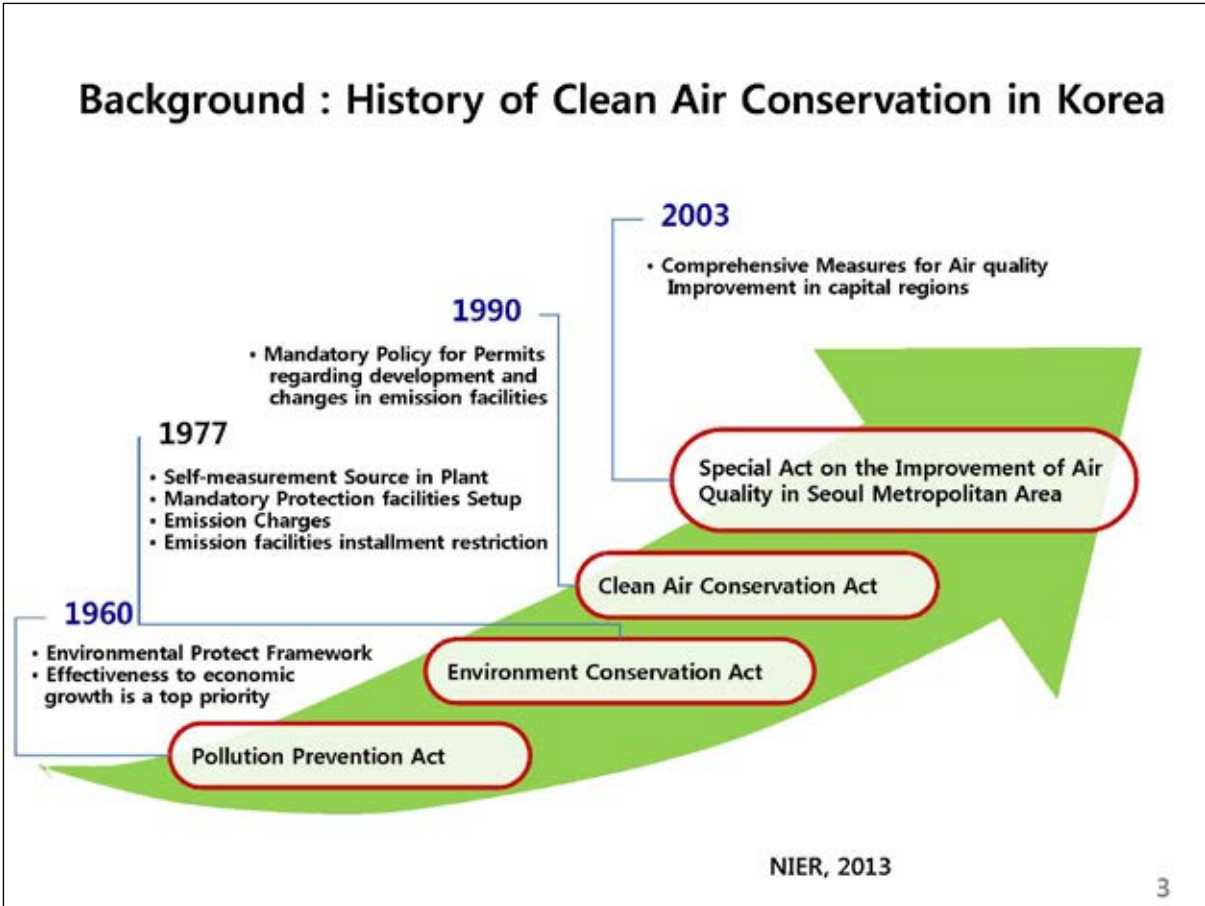 Background : History of Clean Air Conservation in Korea
2003
• Comprehensive Measures for Air quality
Improvement in capital regions
1990
• Mandatory Policy for Permits
regarding development and
changes in emission facilities
1977
• Self-measurement Source in Plant
• Mandatory Protection facilities Setup
• Emission Charges
• Emission facilities installment restriction
1960
• Environmental Protect Framework
• Effectiveness to economic
growth is a top priority
Special Act on the Improvement of Air
Quality in Seoul Metropolitan Area
Clean Air Conservation Act
Environment Conservation Act
Pollution Prevention Act
NIER, 2013
3